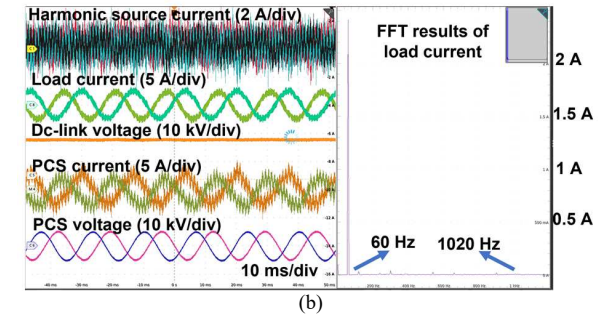 Harmonic source current (2 A/div)
Load current (5 A/div)
Dc-link voltage (10 kV/div)
PCS current (5 A/div)
PCS voltage (10 kV/div)
10 ms/div
FFT results of
load current
2 A
1.5 A
1 A
0.5 A
60 Hz
1020 Hz
(b)